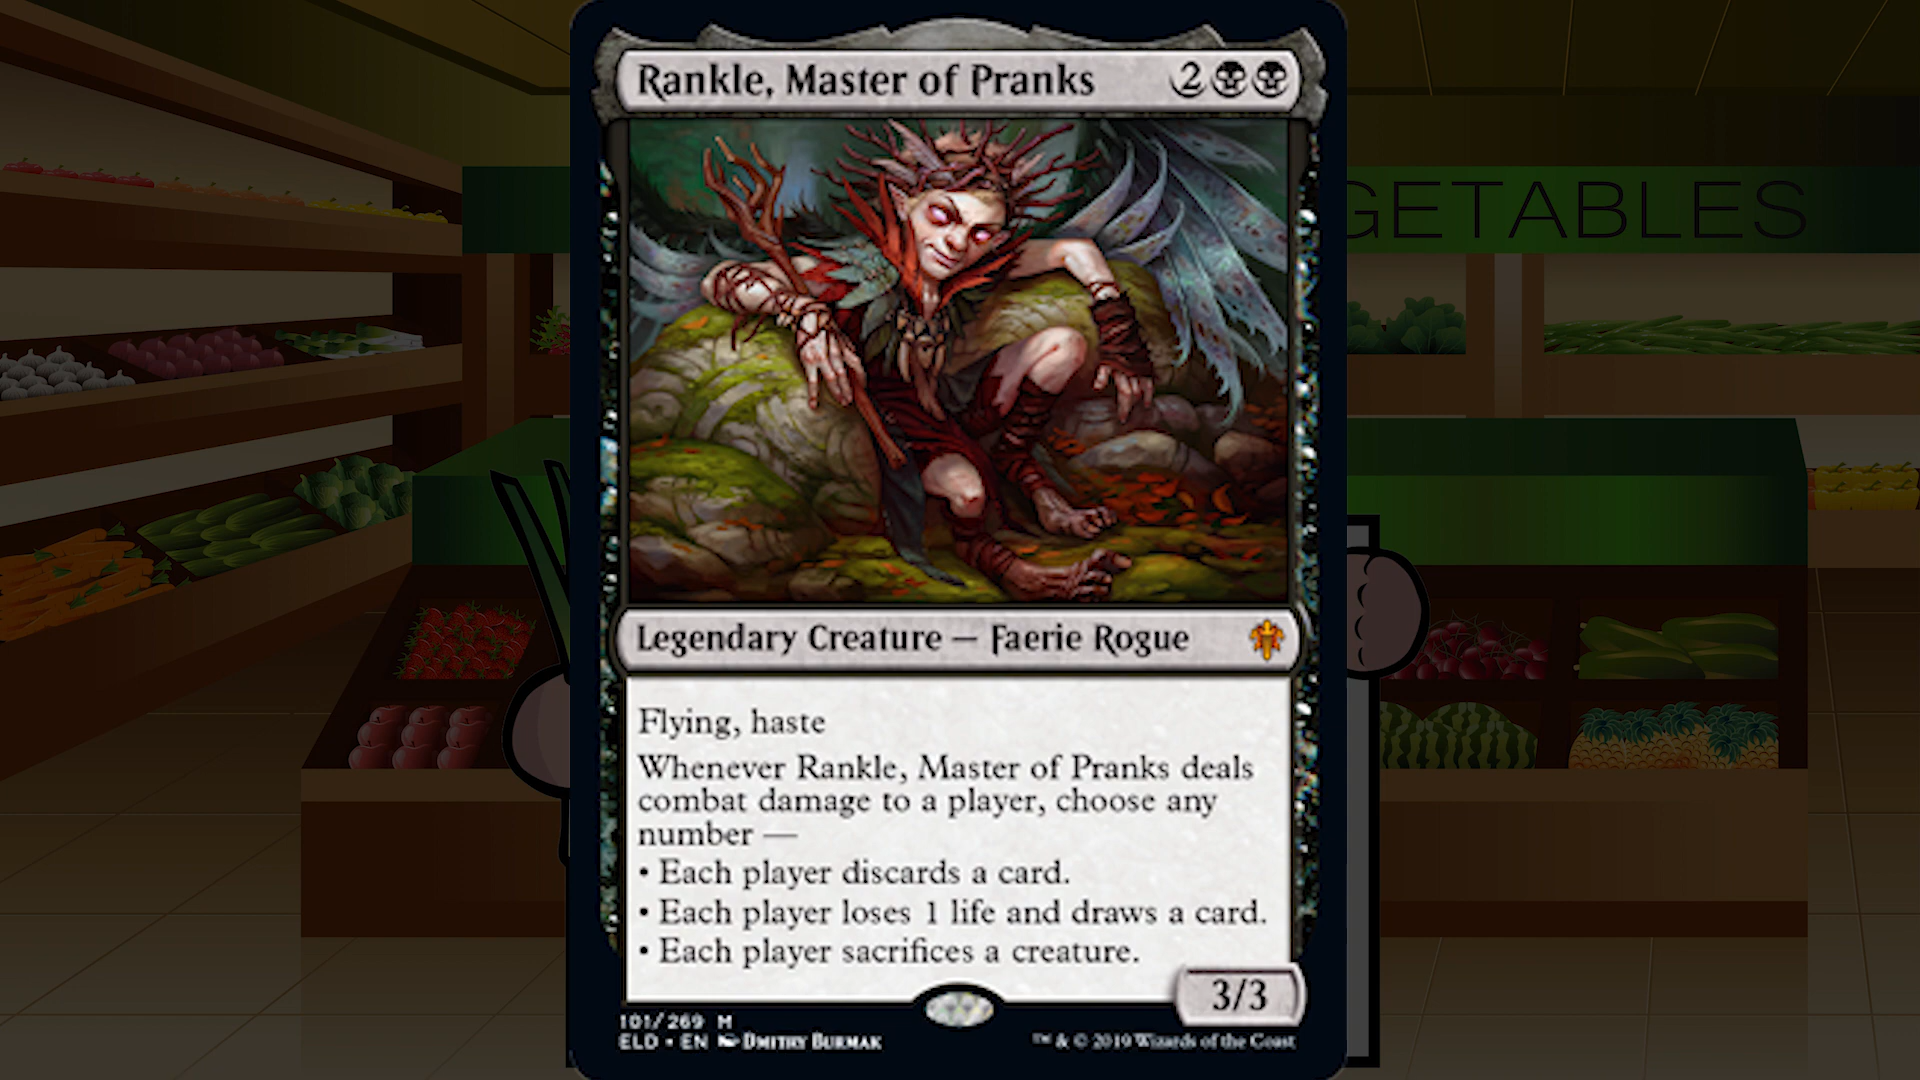 Rankle, Master of Pranks 2
GETABLES
Legendary Creature — Faerie Rogue
Flying, haste
Whenever Rankle, Master of Pranks deals
combat damage to a player, choose any
number —
• Each player discards a card.
• Each player loses 1 life and draws a card.
• Each player sacrifices a creature.
3/3
101/269 M
ELD • EN Dmitry Burmak
™ & © 2019 Wizards of the Coast